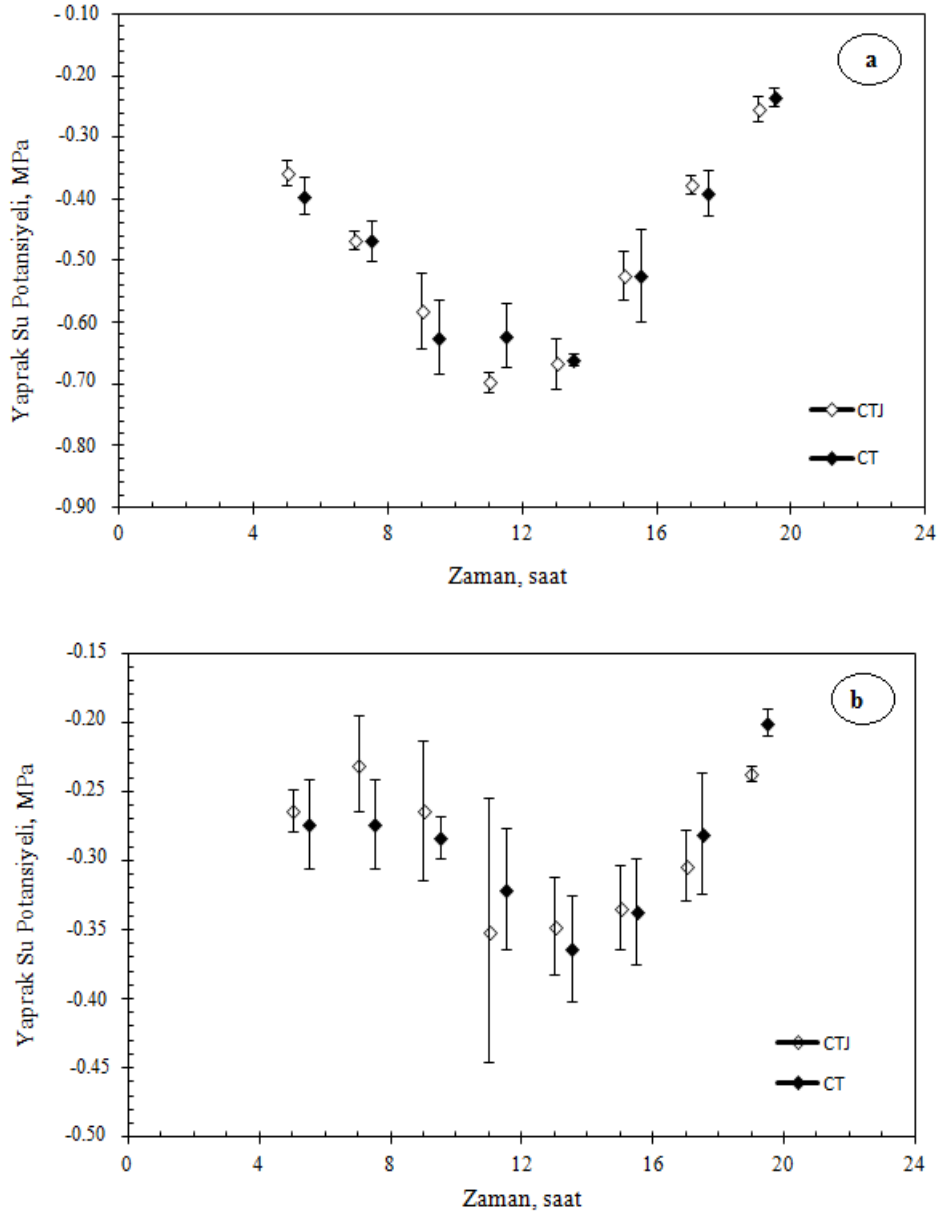 - 0.10
-0.20
-0.30
-0.40
-0.50
-0.60
-0.70
-0.80
-0.90
Yaprak Su Potansiyeli, MPa
a
CTJ
CT
0 4 8 12 16 20 24
Zaman, saat
-0.15
-0.20
-0.25
-0.30
-0.35
-0.40
-0.45
-0.50
Yaprak Su Potansiyeli, MPa
b
CTJ
CT
0 4 8 12 16 20 24
Zaman, saat